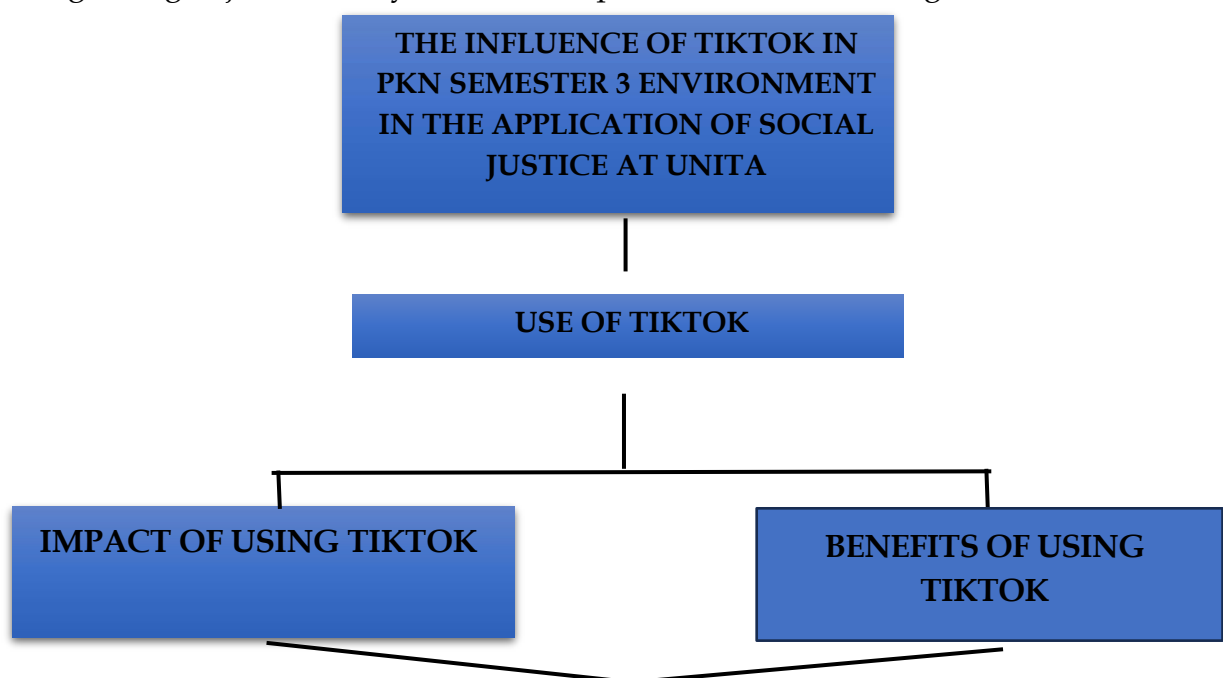 THE INFLUENCE OF TIKTOK IN
PKN SEMESTER 3 ENVIRONMENT
IN THE APPLICATION OF SOCIAL
JUSTICE AT UNITA
USE OF TIKTOK
IMPACT OF USING TIKTOK
BENEFITS OF USING
TIKTOK